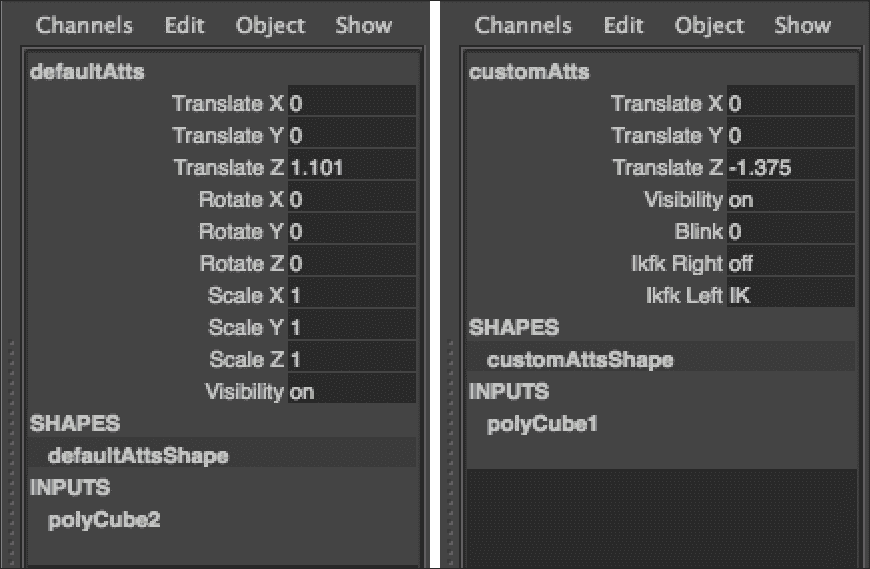 Channels Edit Object Show
defaultAtts
Translate X 0
Translate Y 0
Translate Z 1.101
Rotate X 0
Rotate Y 0
Rotate Z 0
Scale X 1
Scale Y 1
Scale Z 1
Visibility on
SHAPES
defaultAttsShape
INPUTS
polyCube2
Channels Edit Object Show
customAtts
Translate X 0
Translate Y 0
Translate Z -1.375
Visibility on
Blink 0
Ikfk Right off
Ikfk Left IK
SHAPES
customAttsShape
INPUTS
polyCube1